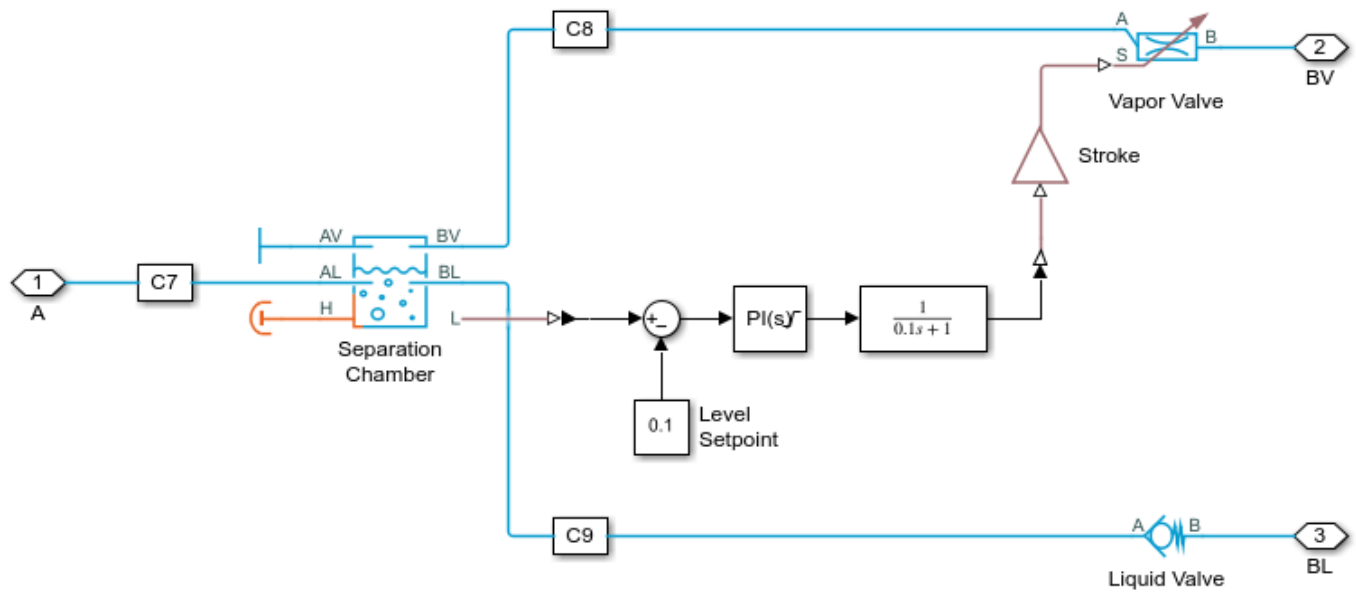 C8
A
B
S
2
BV
Vapor Valve
Stroke
AV
BV
1
A
C7
AL
BL
H
L
Separation
Chamber
+
−
PI(s)
1
0.1s + 1
0.1
Level
Setpoint
C9
A
B
3
BL
Liquid Valve